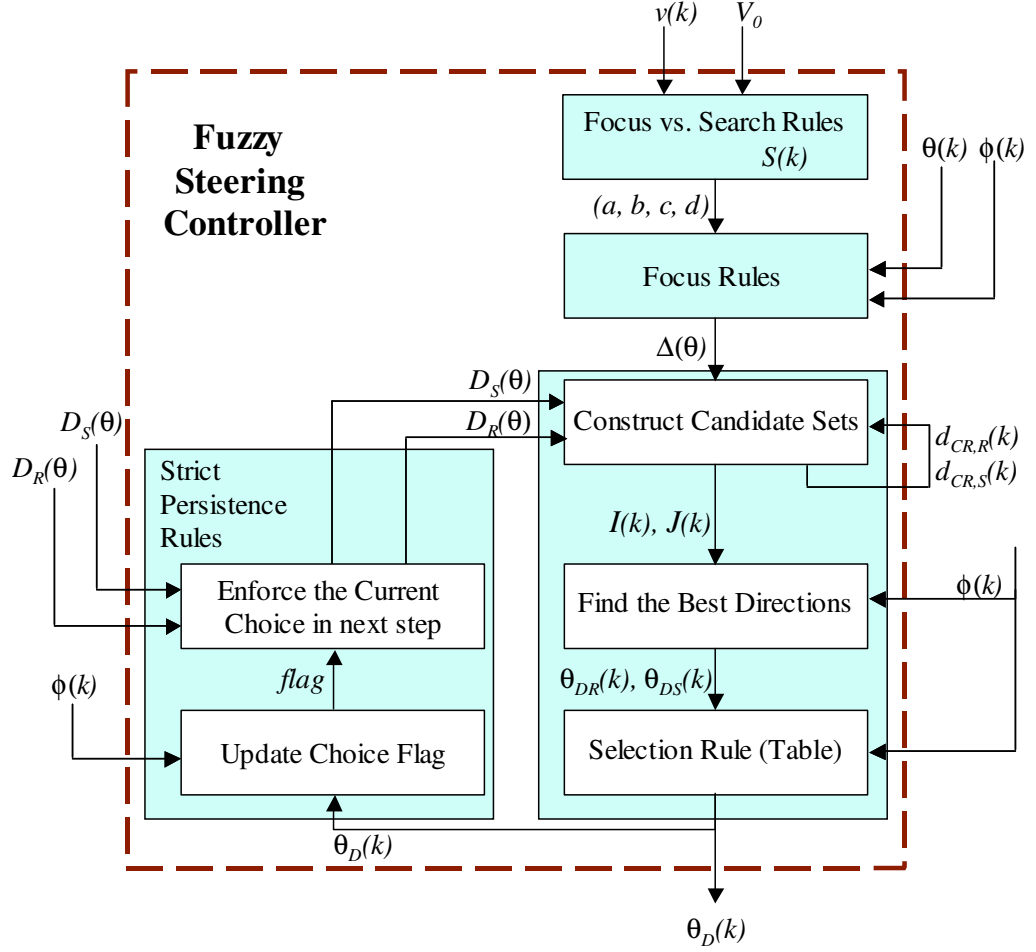 v(k)
V0
Fuzzy
Steering
Controller
Focus vs. Search Rules
S(k)
θ(k)
ϕ(k)
(a, b, c, d)
Focus Rules
Δ(θ)
DS(θ)
DR(θ)
Construct Candidate Sets
dCR,R(k)
dCR,S(k)
DS(θ)
DR(θ)
Strict
Persistence
Rules
I(k), J(k)
Enforce the Current
Choice in next step
Find the Best Directions
ϕ(k)
flag
θDR(k), θDS(k)
ϕ(k)
Update Choice Flag
Selection Rule (Table)
θD(k)
θD(k)